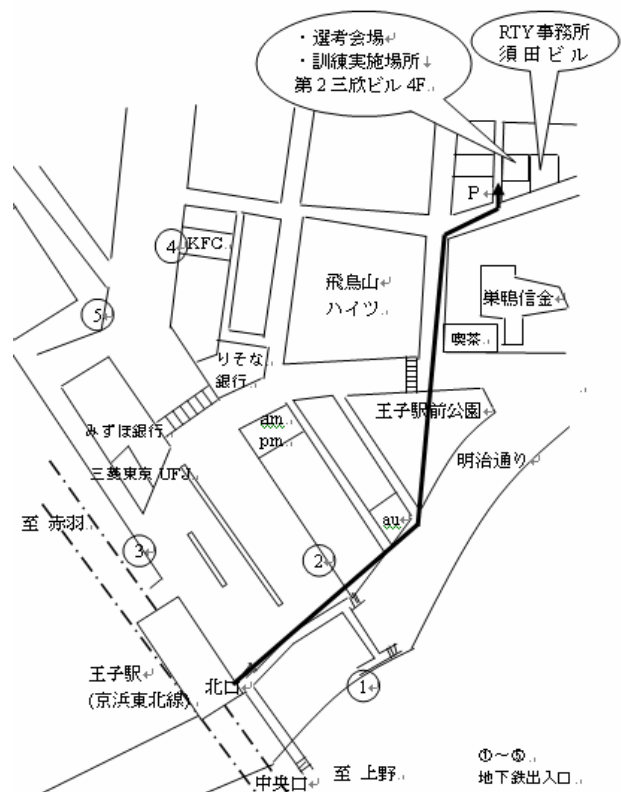 ・選考会場
・訓練実施場所
第2三欣ビル 4F
RTY事務所
須田ビル
P
④
KFC
飛鳥山
ハイツ
巣鴨信金
⑤
喫茶
りそな
銀行
am
pm
王子駅前公園
みずほ銀行
三菱東京 UFJ
明治通り
au
至 赤羽
③
②
王子駅
(京浜東北線)
北口
①
中央口
至 上野
①～⑤
地下鉄出入口